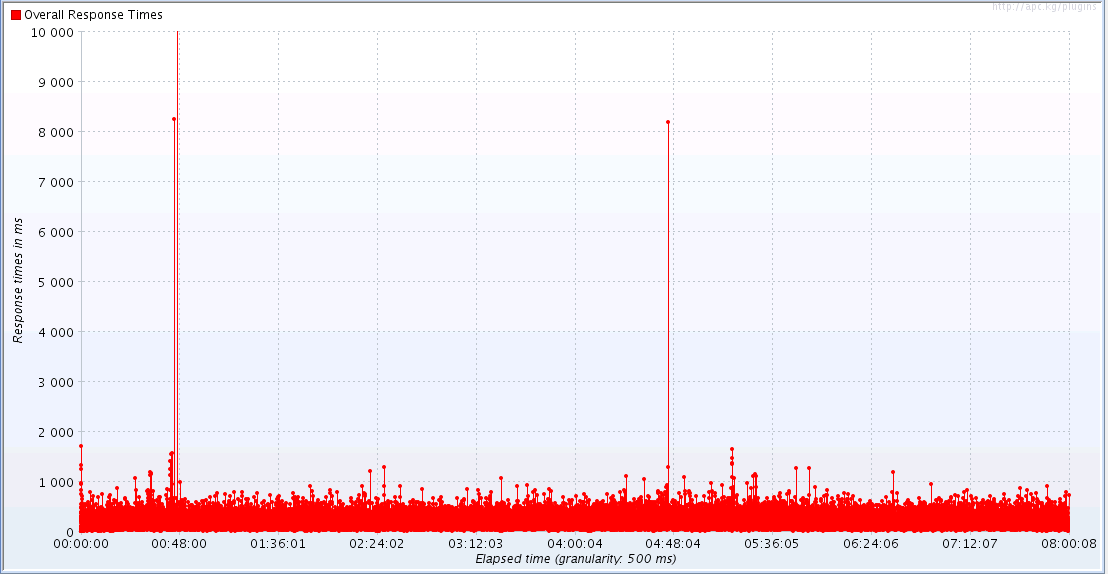 http://apc.kg/plugins
Overall Response Times
10 000
9 000
8 000
7 000
6 000
5 000
4 000
3 000
2 000
1 000
0
Response times in ms
00:00:00 00:48:00 01:36:01 02:24:02 03:12:03 04:00:04 04:48:04 05:36:05 06:24:06 07:12:07 08:00:08
Elapsed time (granularity: 500 ms)